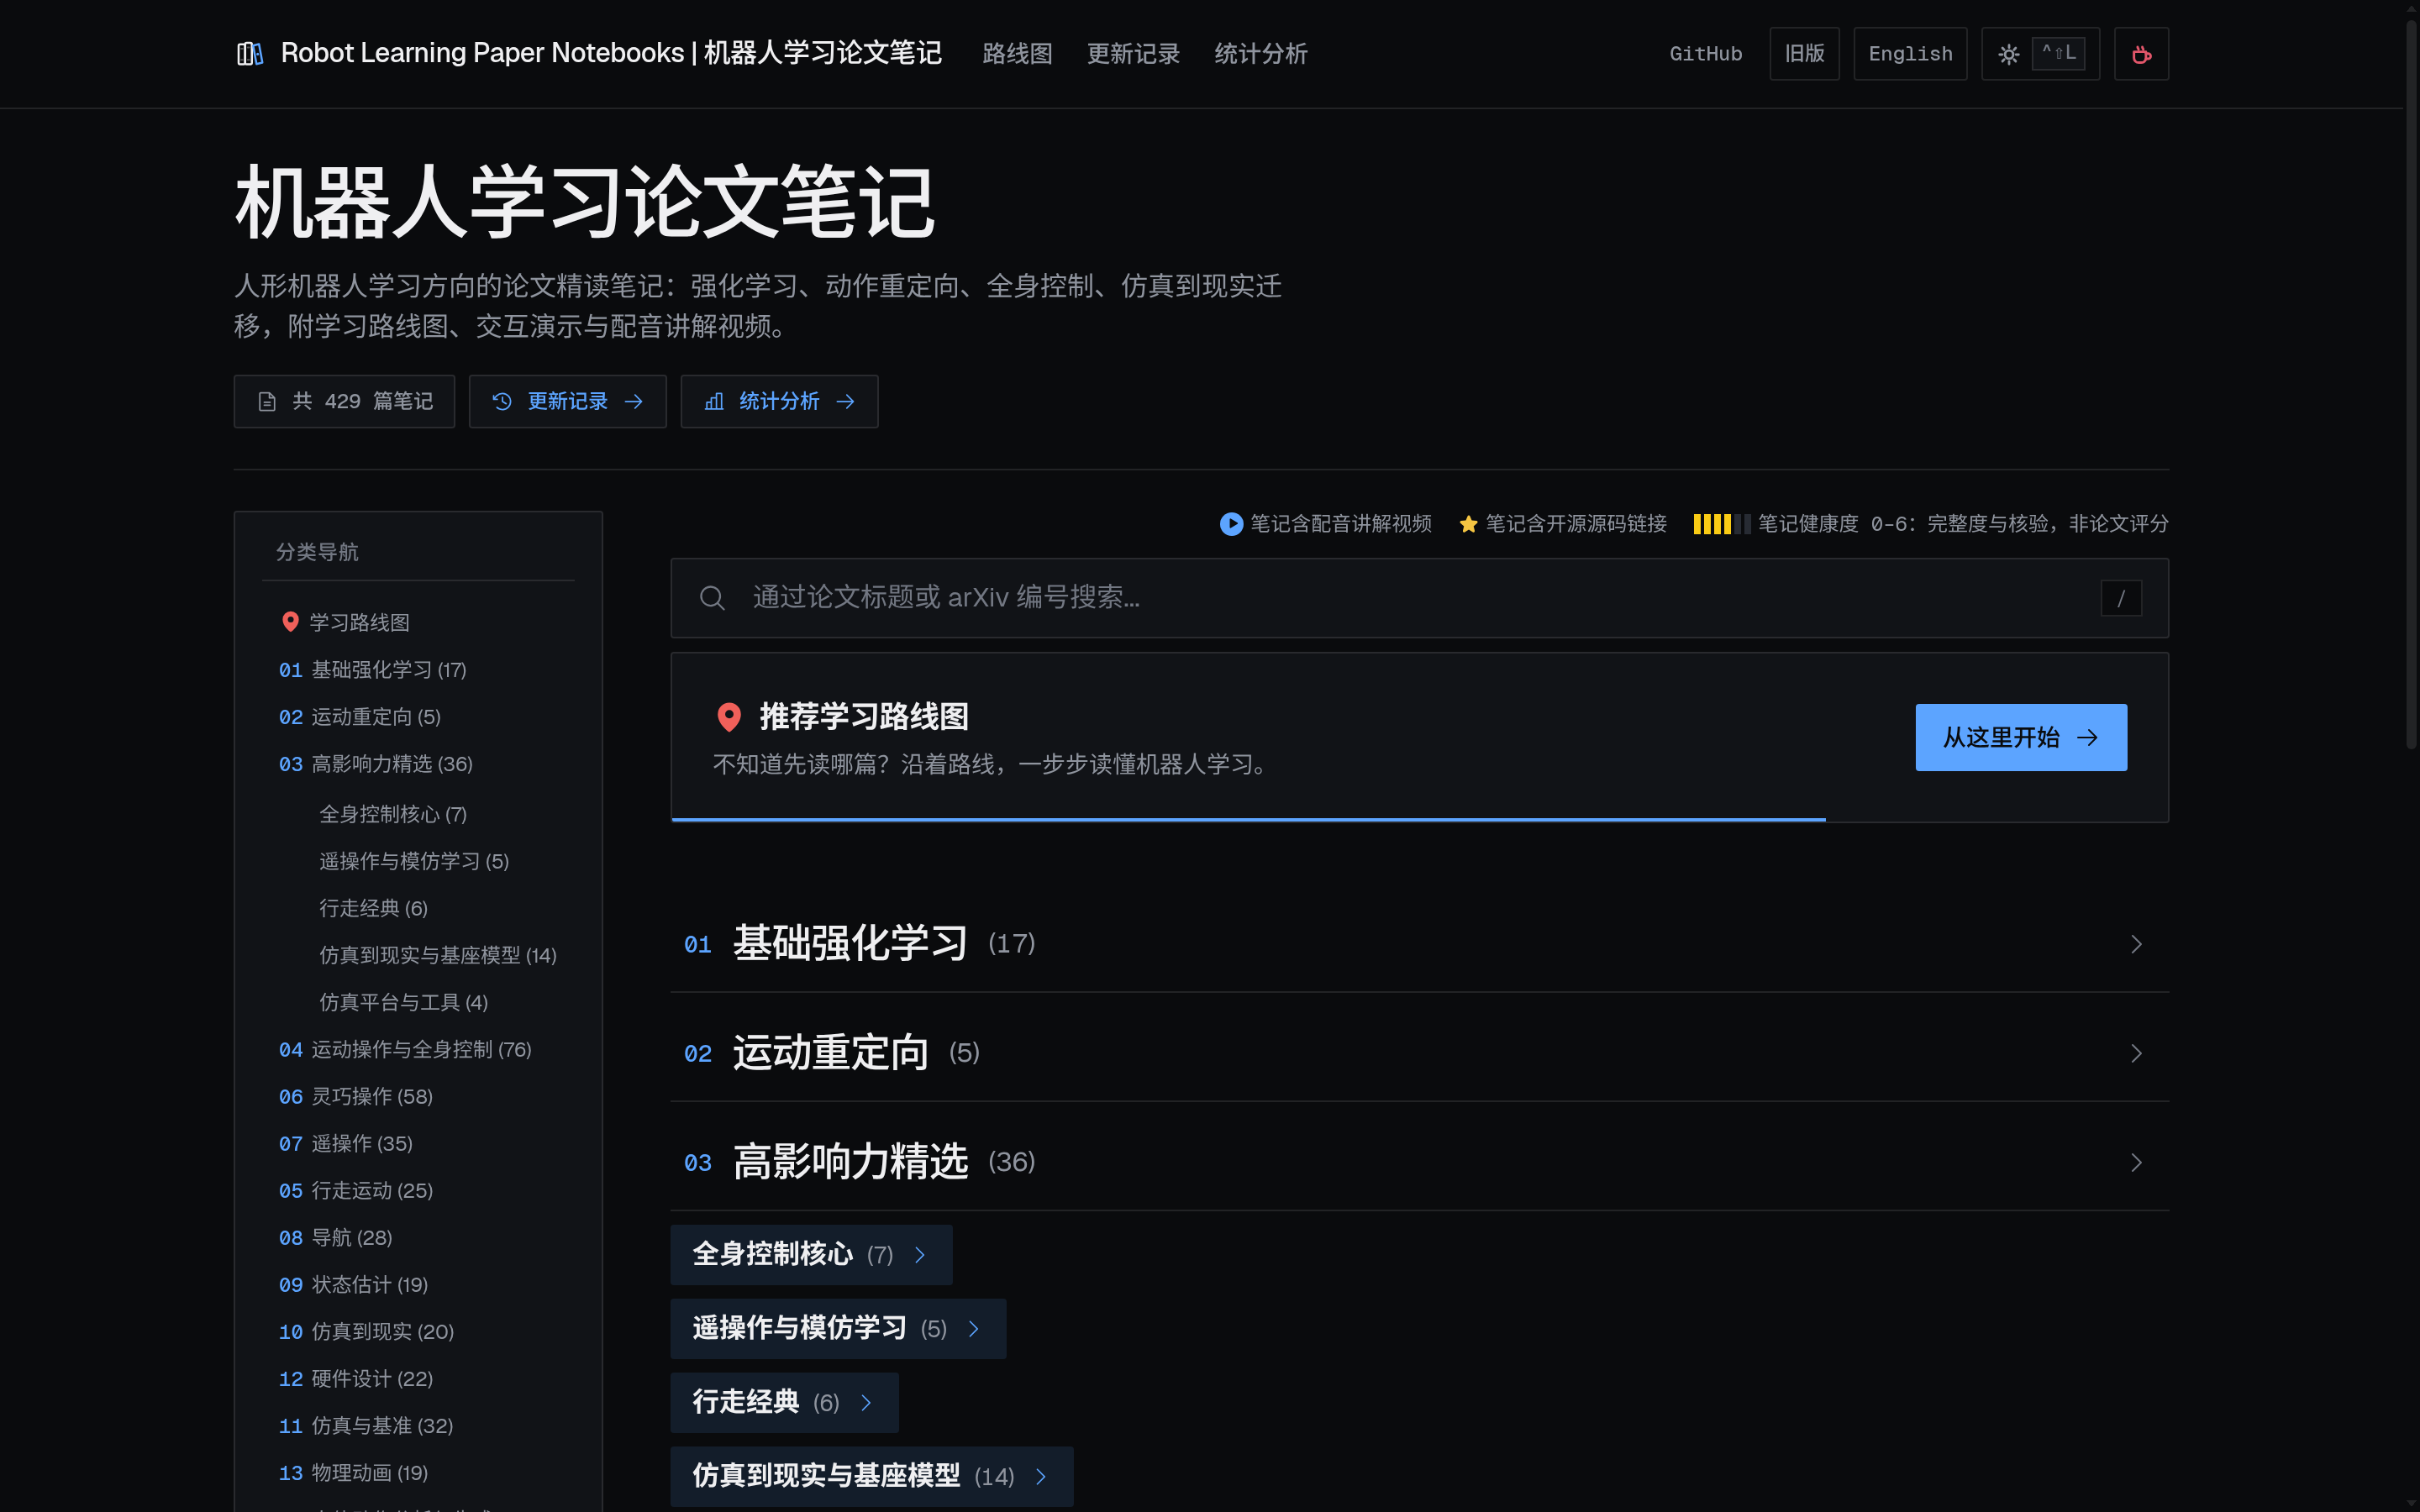 Robot Learning Paper Notebooks | 机器人学习论文笔记
路线图
更新记录
统计分析
GitHub
旧版
English
^⇧L
机器人学习论文笔记
人形机器人学习方向的论文精读笔记：强化学习、动作重定向、全身控制、仿真到现实迁
移，附学习路线图、交互演示与配音讲解视频。
共 429 篇笔记
更新记录 →
统计分析 →
分类导航
学习路线图
01 基础强化学习 (17)
02 运动重定向 (5)
03 高影响力精选 (36)
全身控制核心 (7)
遥操作与模仿学习 (5)
行走经典 (6)
仿真到现实与基座模型 (14)
仿真平台与工具 (4)
04 运动操作与全身控制 (76)
06 灵巧操作 (58)
07 遥操作 (35)
05 行走运动 (25)
08 导航 (28)
09 状态估计 (19)
10 仿真到现实 (20)
12 硬件设计 (22)
11 仿真与基准 (32)
13 物理动画 (19)
笔记含配音讲解视频
笔记含开源源码链接
笔记健康度 0-6：完整度与核验，非论文评分
通过论文标题或 arXiv 编号搜索...
/
推荐学习路线图
不知道先读哪篇？沿着路线，一步步读懂机器人学习。
从这里开始 →
01 基础强化学习 (17)
02 运动重定向 (5)
03 高影响力精选 (36)
全身控制核心 (7)
遥操作与模仿学习 (5)
行走经典 (6)
仿真到现实与基座模型 (14)